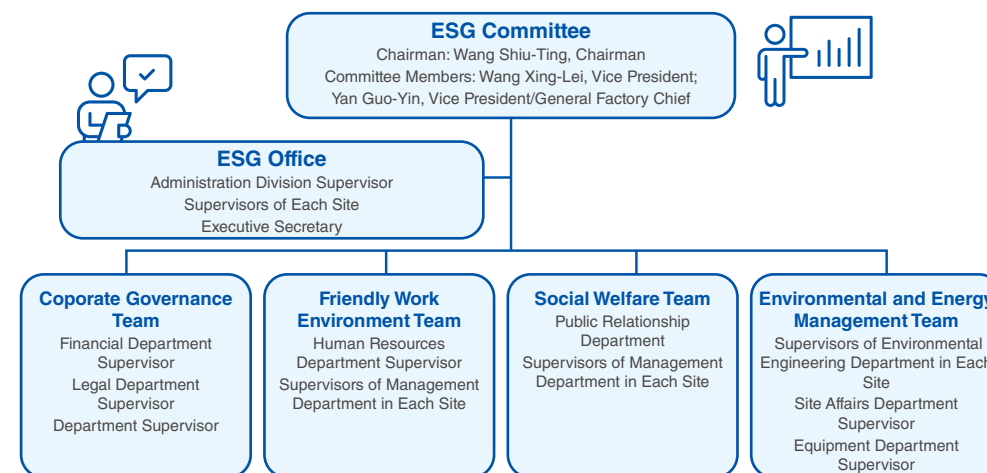 ESG Committee
Chairman: Wang Shiu-Ting, Chairman
Committee Members: Wang Xing-Lei, Vice President;
Yan Guo-Yin, Vice President/General Factory Chief
ESG Office
Administration Division Supervisor
Supervisors of Each Site
Executive Secretary
Coporate Governance
Team
Financial Department
Supervisor
Legal Department
Supervisor
Department Supervisor
Friendly Work
Environment Team
Human Resources
Department Supervisor
Supervisors of Management
Department in Each Site
Social Welfare Team
Public Relationship
Department
Supervisors of Management
Department in Each Site
Environmental and Energy
Management Team
Supervisors of Environmental
Engineering Department in Each
Site
Site Affairs Department
Supervisor
Equipment Department
Supervisor